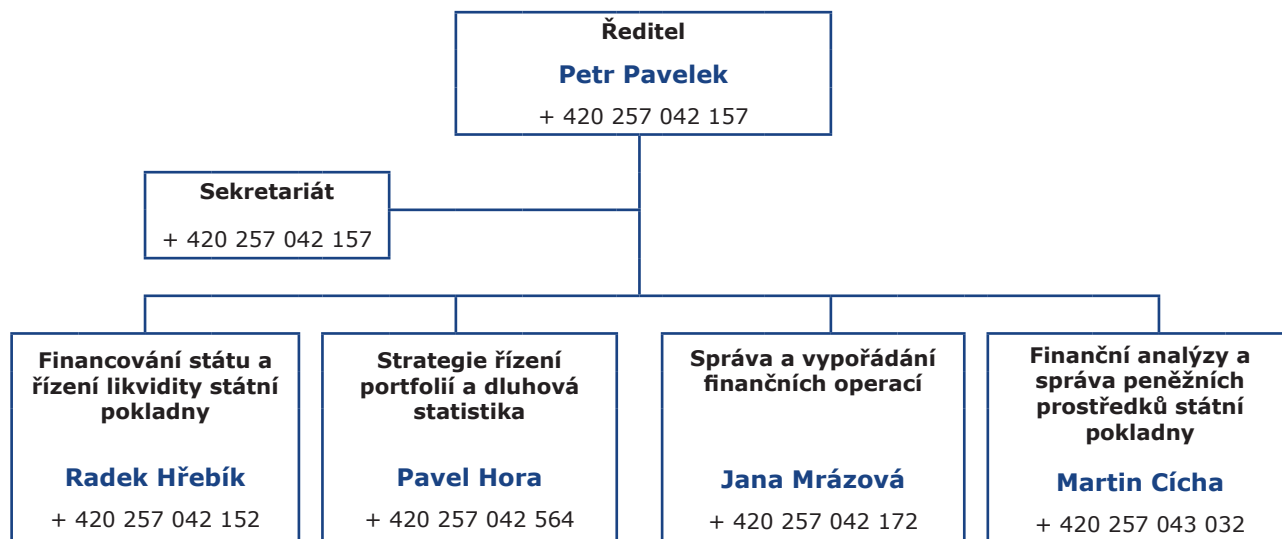 Ředitel
Petr Pavelek
+ 420 257 042 157
Sekretariát
+ 420 257 042 157
Financování státu a
řízení likvidity státní
pokladny
Radek Hřebík
+ 420 257 042 152
Strategie řízení
portfolií a dluhová
statistika
Pavel Hora
+ 420 257 042 564
Správa a vypořádání
finančních operací
Jana Mrázová
+ 420 257 042 172
Finanční analýzy a
správa peněžních
prostředků státní
pokladny
Martin Cícha
+ 420 257 043 032